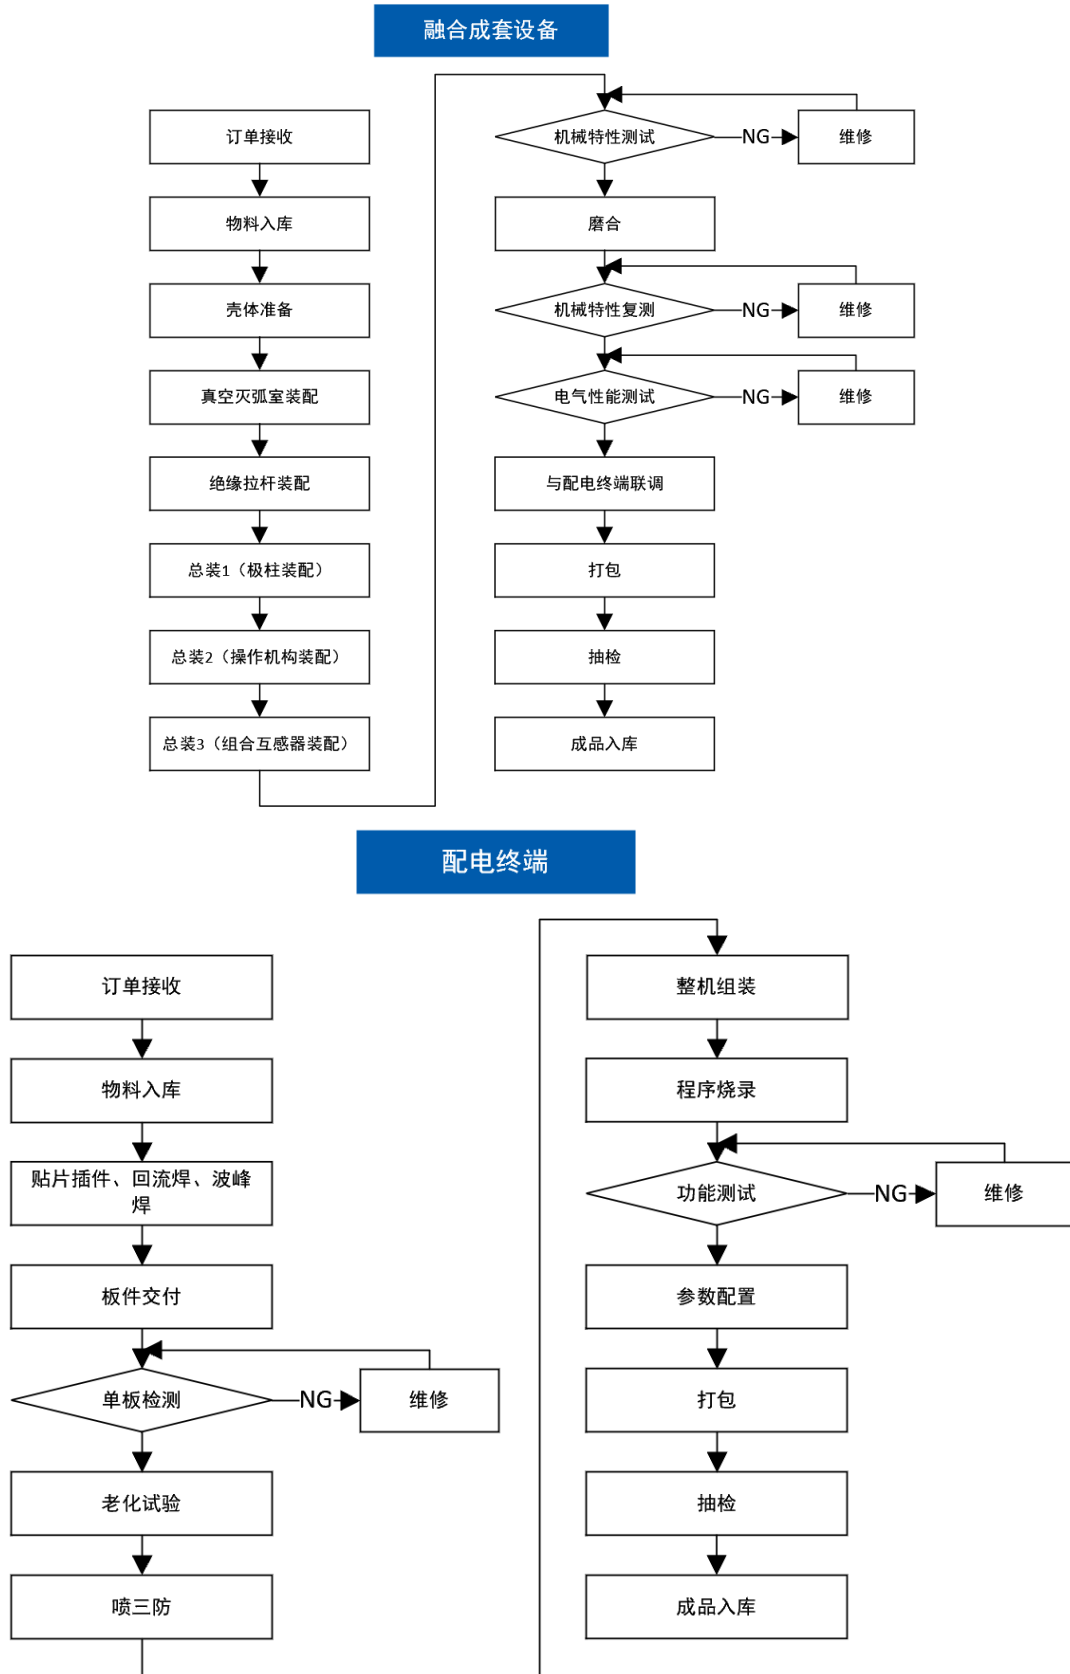 融合成套设备
订单接收
物料入库
壳体准备
真空灭弧室装配
绝缘拉杆装配
总装1（极柱装配）
总装2（操作机构装配）
总装3（组合互感器装配）
机械特性测试
NG
维修
磨合
机械特性复测
NG
维修
电气性能测试
NG
维修
与配电终端联调
打包
抽检
成品入库
配电终端
订单接收
物料入库
贴片插件、回流焊、波峰
焊
板件交付
单板检测
NG
维修
老化试验
喷三防
整机组装
程序烧录
功能测试
NG
维修
参数配置
打包
抽检
成品入库